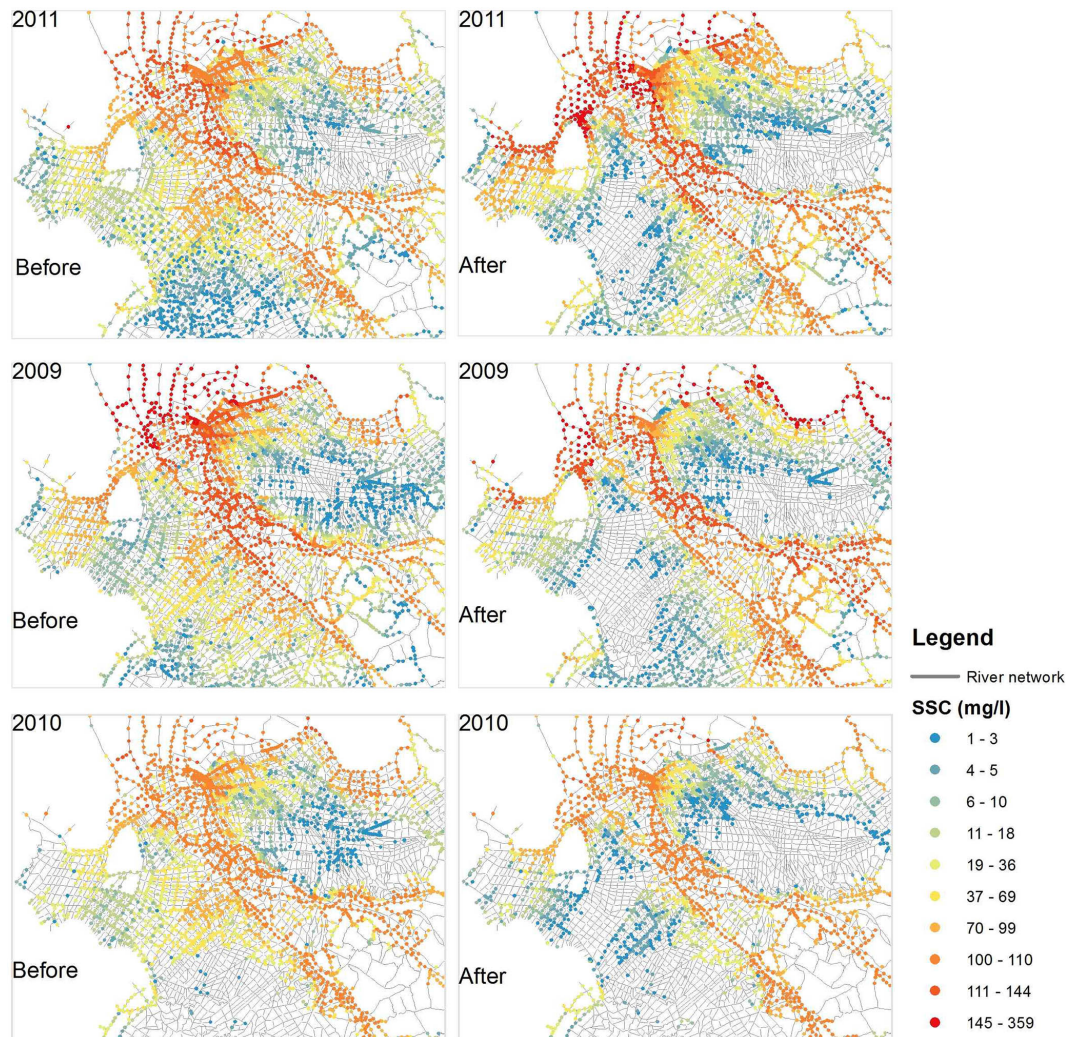 2011
2011
Before
After
2009
2009
Before
After
2010
2010
Before
After
Legend
River network
SSC (mg/l)
1 - 3
4 - 5
6 - 10
11 - 18
19 - 36
37 - 69
70 - 99
100 - 110
111 - 144
145 - 359